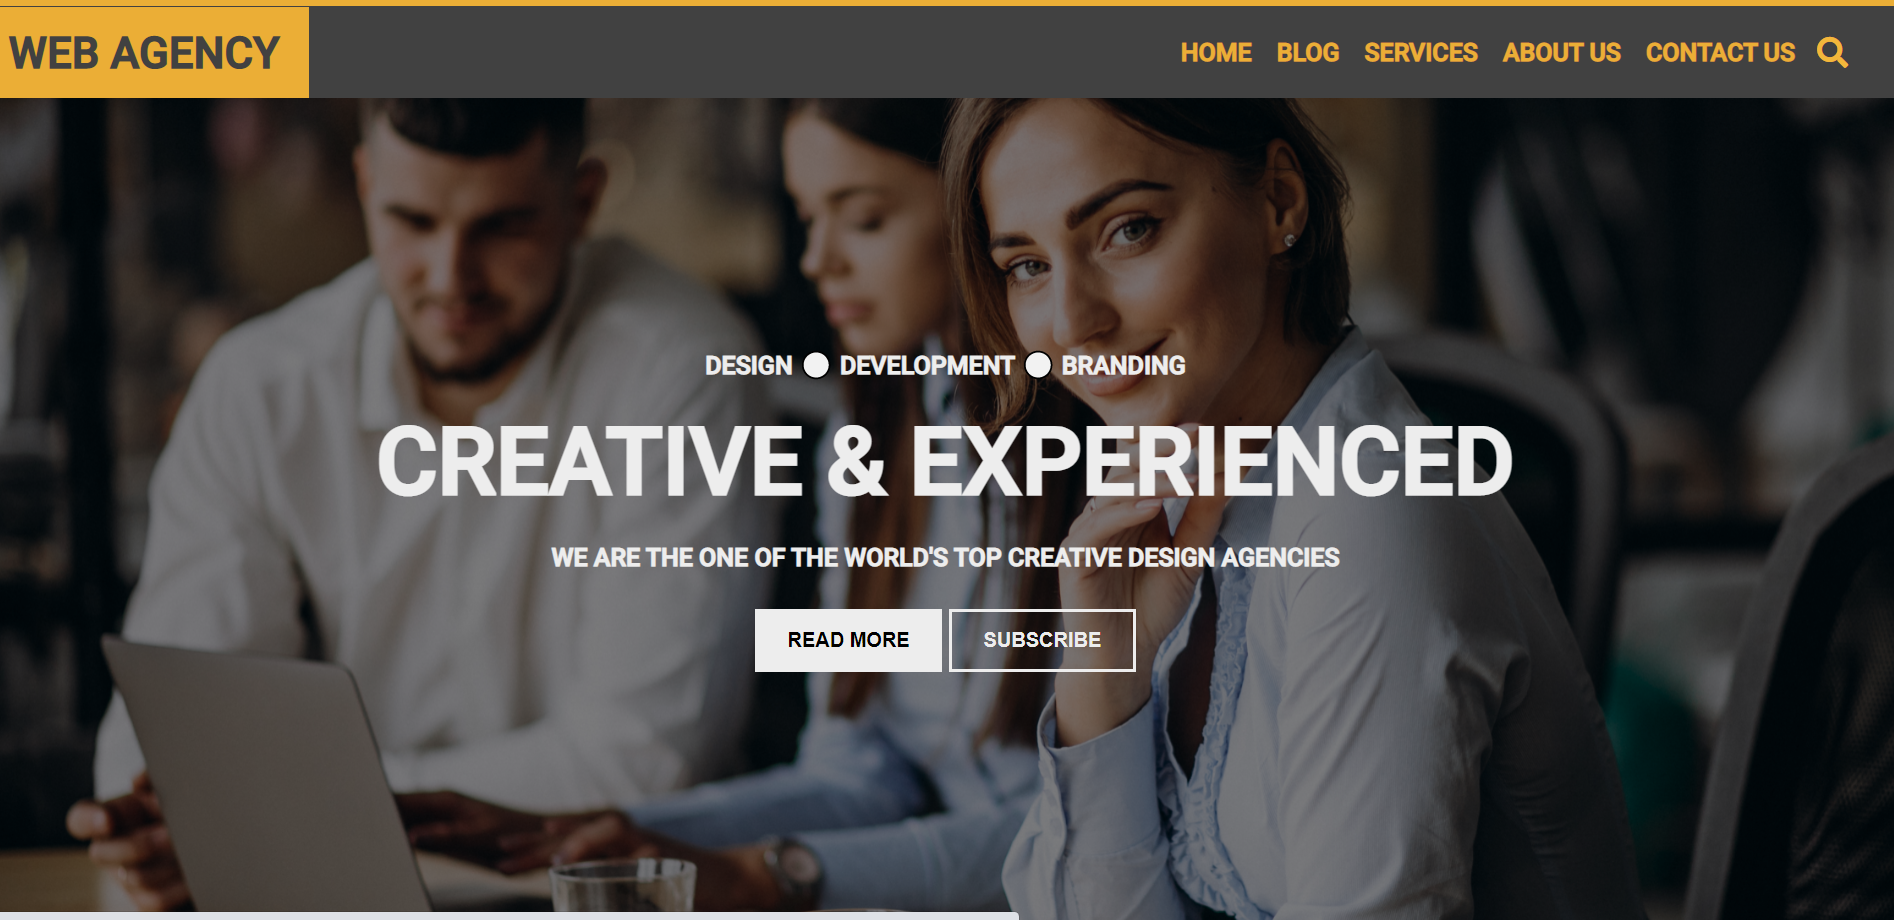 WEB AGENCY
HOME BLOG SERVICES ABOUT US CONTACT US
DESIGN DEVELOPMENT BRANDING
CREATIVE & EXPERIENCED
WE ARE THE ONE OF THE WORLD'S TOP CREATIVE DESIGN AGENCIES
READ MORE SUBSCRIBE